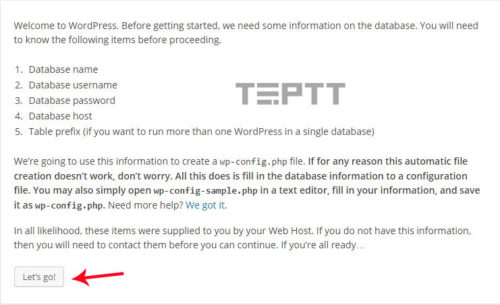 Welcome to WordPress. Before getting started, we need some information on the database. You will need
to know the following items before proceeding.
1. Database name
2. Database username
3. Database password
4. Database host
5. Table prefix (if you want to run more than one WordPress in a single database)
TEPTT
We're going to use this information to create a wp-config.php file. If for any reason this automatic file
creation doesn't work, don't worry. All this does is fill in the database information to a configuration
file. You may also simply open wp-config-sample.php in a text editor, fill in your information, and save
it as wp-config.php. Need more help? We got it.
In all likelihood, these items were supplied to you by your Web Host. If you do not have this information,
then you will need to contact them before you can continue. If you're all ready…
Let's go!